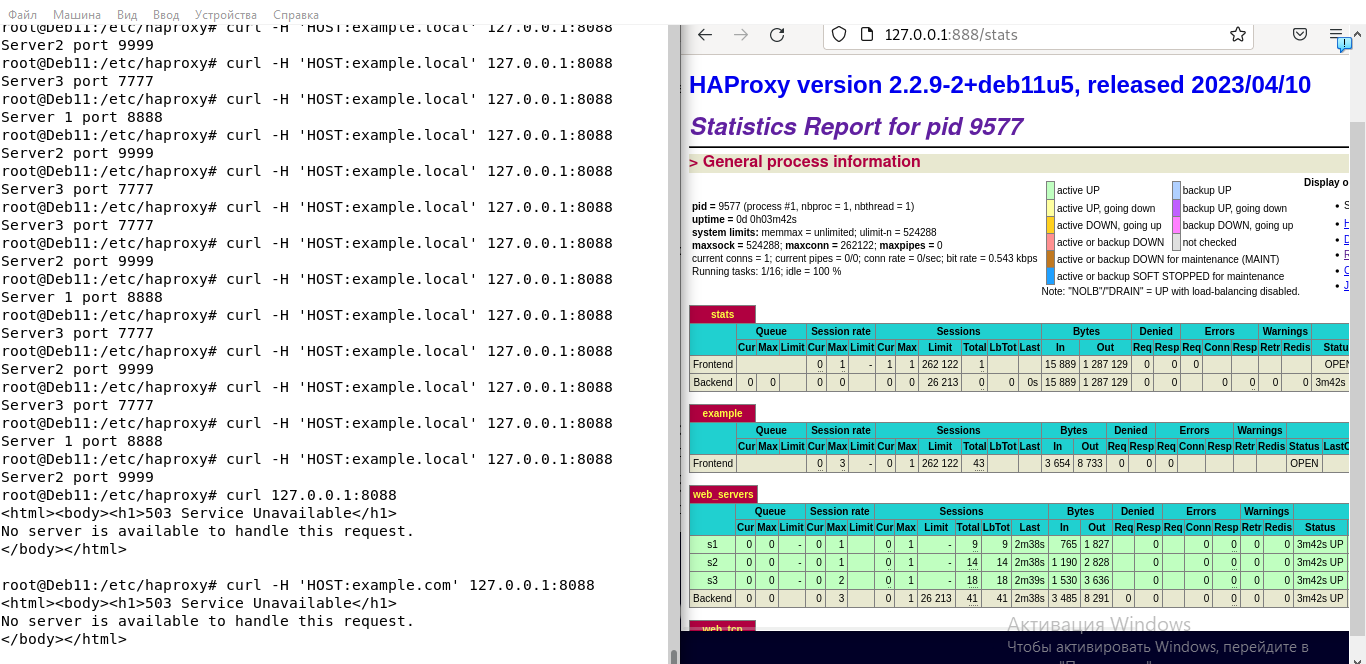 Файл Машина Вид Ввод Устройства Справка
root@Deb11:/etc/haproxy# curl -H 'HOST:example.local' 127.0.0.1:8088
Server2 port 9999
root@Deb11:/etc/haproxy# curl -H 'HOST:example.local' 127.0.0.1:8088
Server3 port 7777
root@Deb11:/etc/haproxy# curl -H 'HOST:example.local' 127.0.0.1:8088
Server 1 port 8888
root@Deb11:/etc/haproxy# curl -H 'HOST:example.local' 127.0.0.1:8088
Server2 port 9999
root@Deb11:/etc/haproxy# curl -H 'HOST:example.local' 127.0.0.1:8088
Server3 port 7777
root@Deb11:/etc/haproxy# curl -H 'HOST:example.local' 127.0.0.1:8088
Server3 port 7777
root@Deb11:/etc/haproxy# curl -H 'HOST:example.local' 127.0.0.1:8088
Server2 port 9999
root@Deb11:/etc/haproxy# curl -H 'HOST:example.local' 127.0.0.1:8088
Server 1 port 8888
root@Deb11:/etc/haproxy# curl -H 'HOST:example.local' 127.0.0.1:8088
Server3 port 7777
root@Deb11:/etc/haproxy# curl -H 'HOST:example.local' 127.0.0.1:8088
Server2 port 9999
root@Deb11:/etc/haproxy# curl -H 'HOST:example.local' 127.0.0.1:8088
Server3 port 7777
root@Deb11:/etc/haproxy# curl -H 'HOST:example.local' 127.0.0.1:8088
Server 1 port 8888
root@Deb11:/etc/haproxy# curl -H 'HOST:example.local' 127.0.0.1:8088
Server2 port 9999
root@Deb11:/etc/haproxy# curl 127.0.0.1:8088
<html><body><h1>503 Service Unavailable</h1>
No server is available to handle this request.
</body></html>
root@Deb11:/etc/haproxy# curl -H 'HOST:example.com' 127.0.0.1:8088
<html><body><h1>503 Service Unavailable</h1>
No server is available to handle this request.
</body></html>
127.0.0.1:888/stats
HAProxy version 2.2.9-2+deb11u5, released 2023/04/10
Statistics Report for pid 9577
> General process information
pid = 9577 (process #1, nbproc = 1, nbthread = 1)
uptime = 0d 0h03m42s
system limits: memmax = unlimited; ulimit-n = 524288
maxsock = 524288; maxconn = 262122; maxpipes = 0
current conns = 1; current pipes = 0/0; conn rate = 0/sec; bit rate = 0.543 kbps
Running tasks: 1/16; idle = 100 %
active UP backup UP
active UP, going down backup UP, going down
active DOWN, going up backup DOWN, going up
active or backup DOWN not checked
active or backup DOWN for maintenance (MAINT)
active or backup SOFT STOPPED for maintenance
Note: "NOLB"/"DRAIN" = UP with load-balancing disabled.
Display o
stats
Queue Session rate Sessions Bytes Denied Errors Warnings
Cur Max Limit Cur Max Limit Cur Max Limit Total LbTot Last In Out Req Resp Req Conn Resp Retr Redis Statu
Frontend 0 1 - 1 1 262 122 1 15 889 1 287 129 0 0 0 OPEN
Backend 0 0 0 0 0 0 26 213 0 0 0s 15 889 1 287 129 0 0 0 0 0 0 3m42s
example
Queue Session rate Sessions Bytes Denied Errors Warnings
Cur Max Limit Cur Max Limit Cur Max Limit Total LbTot Last In Out Req Resp Req Conn Resp Retr Redis Status LastC
Frontend 0 3 - 0 1 262 122 43 3 654 8 733 0 0 0 OPEN
web_servers
Queue Session rate Sessions Bytes Denied Errors Warnings
Cur Max Limit Cur Max Limit Cur Max Limit Total LbTot Last In Out Req Resp Req Conn Resp Retr Redis Status
s1 0 0 - 0 1 0 1 - 9 9 2m38s 765 1 827 0 0 0 0 0 3m42s UP
s2 0 0 - 0 1 0 1 - 14 14 2m38s 1 190 2 828 0 0 0 0 0 3m42s UP
s3 0 0 - 0 2 0 1 - 18 18 2m39s 1 530 3 636 0 0 0 0 0 3m42s UP
Backend 0 0 0 3 0 1 26 213 41 41 2m38s 3 485 8 291 0 0 0 0 0 0 3m42s UP
web_tcp
Активация Windows
Чтобы активировать Windows, перейдите в